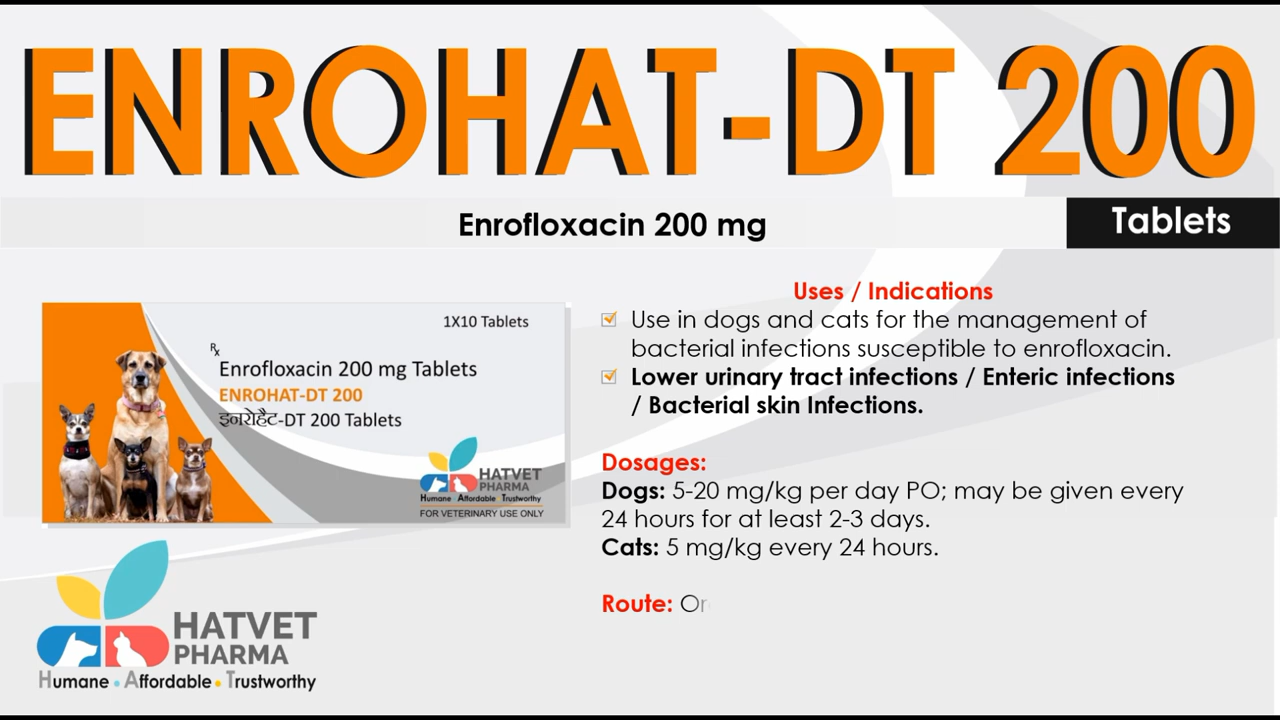 ENROHAT-DT 200
Enrofloxacin 200 mg
Tablets
1X10 Tablets
Rx
Enrofloxacin 200 mg Tablets
ENROHAT-DT 200
इनरोहैट-DT 200 Tablets
HATVET
PHARMA
Humane Affordable Trustworthy
FOR VETERINARY USE ONLY
Uses / Indications
Use in dogs and cats for the management of
bacterial infections susceptible to enrofloxacin.
Lower urinary tract infections / Enteric infections
/ Bacterial skin Infections.
Dosages:
Dogs: 5-20 mg/kg per day PO; may be given every
24 hours for at least 2-3 days.
Cats: 5 mg/kg every 24 hours.
Route: Or
HATVET
PHARMA
Humane • Affordable • Trustworthy